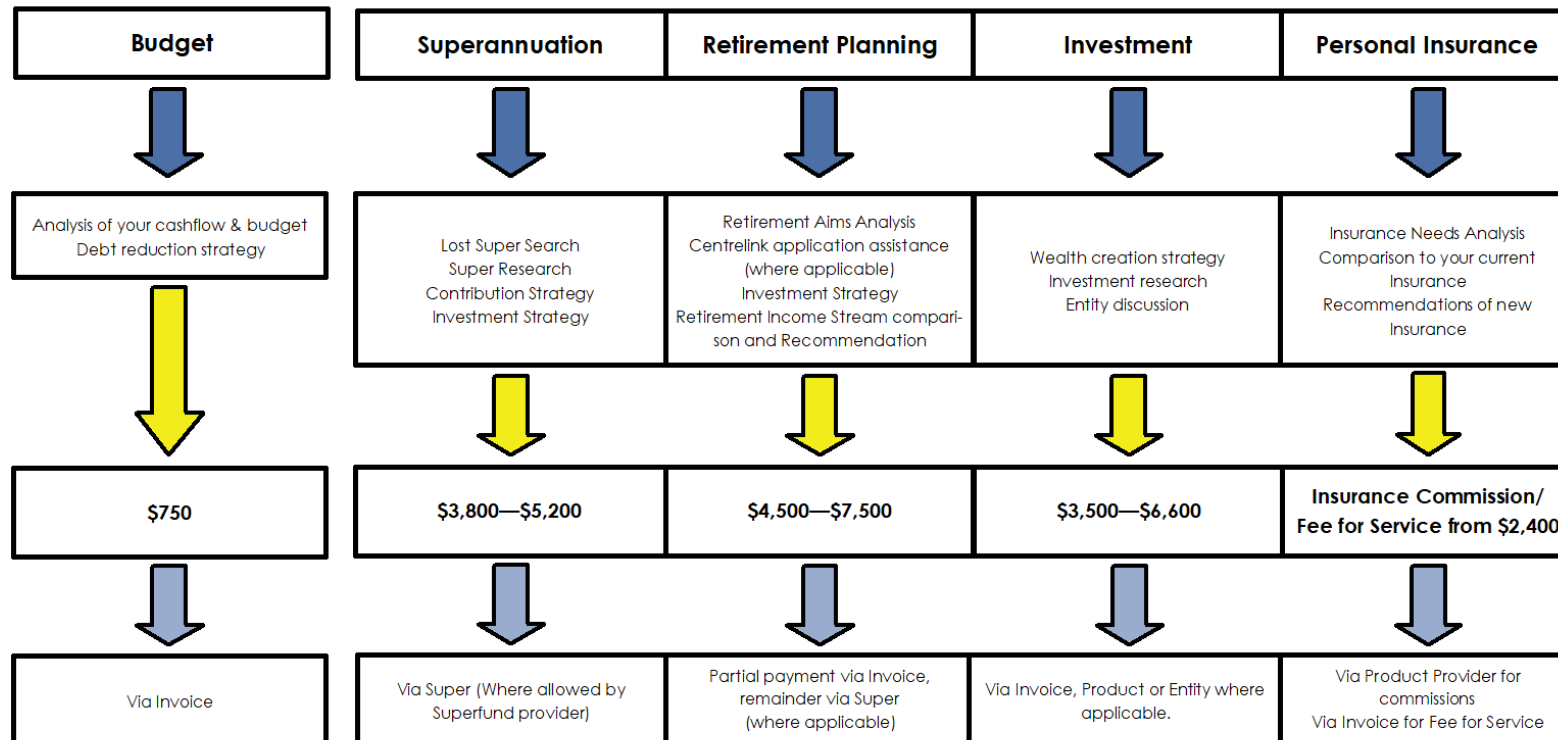 Budget
Superannuation
Retirement Planning
Investment
Personal Insurance
Analysis of your cashflow & budget
Debt reduction strategy
Lost Super Search
Super Research
Contribution Strategy
Investment Strategy
Retirement Aims Analysis
Centrelink application assistance
(where applicable)
Investment Strategy
Retirement Income Stream compari-
son and Recommendation
Wealth creation strategy
Investment research
Entity discussion
Insurance Needs Analysis
Comparison to your current
Insurance
Recommendations of new
Insurance
$750
$3,800—$5,200
$4,500—$7,500
$3,500—$6,600
Insurance Commission/
Fee for Service from $2,400
Via Invoice
Via Super (Where allowed by
Superfund provider)
Partial payment via Invoice,
remainder via Super
(where applicable)
Via Invoice, Product or Entity where
applicable.
Via Product Provider for
commissions
Via Invoice for Fee for Service